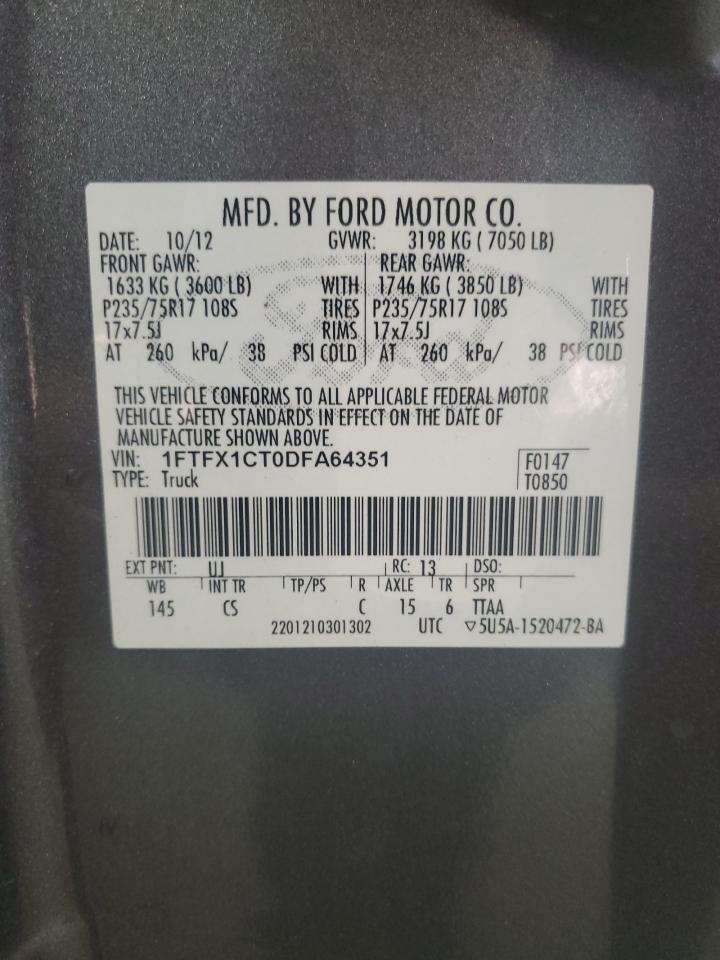 MFD. BY FORD MOTOR CO.
DATE: 10/12 GVWR: 3198 KG ( 7050 LB)
FRONT GAWR: REAR GAWR:
1633 KG ( 3600 LB) WITH 1746 KG ( 3850 LB) WITH
P235/75R17 108S TIRES P235/75R17 108S TIRES
17x7.5J RIMS 17x7.5J RIMS
AT 260 kPa/ 38 PSI COLD AT 260 kPa/ 38 PSI COLD
Ford
THIS VEHICLE CONFORMS TO ALL APPLICABLE FEDERAL MOTOR
VEHICLE SAFETY STANDARDS IN EFFECT ON THE DATE OF
MANUFACTURE SHOWN ABOVE.
VIN: 1FTFX1CT0DFA64351 F0147
TYPE: Truck T0850
EXT PNT: UJ RC: 13 DSO:
WB INT TR TP/PS R AXLE TR SPR
145 CS C 15 6 TTAA
2201210301302 UTC ▽5U5A-1520472-BA